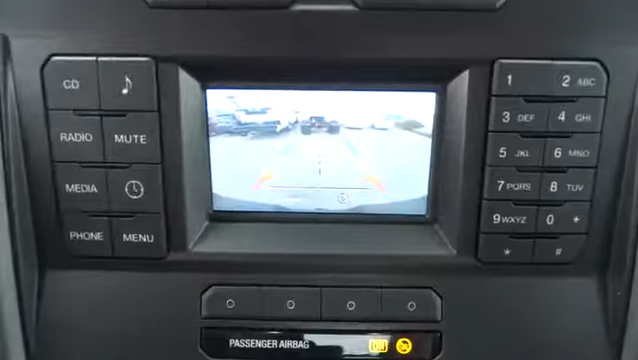 CD
RADIO MUTE
MEDIA
PHONE MENU
1 2 ABC
3 DEF 4 GHI
5 JKL 6 MNO
7 PQRS 8 TUV
9 WXYZ 0 +
* #
PASSENGER AIRBAG